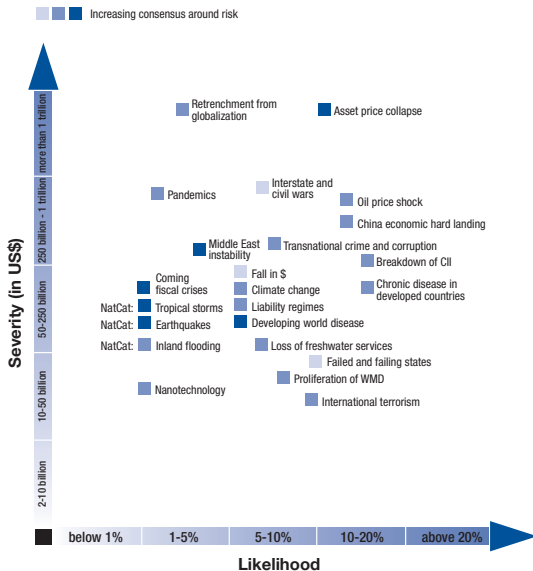 Increasing consensus around risk
Severity (in US$)
more than 1 trillion
250 billion - 1 trillion
50-250 billion
10-50 billion
2-10 billion
Retrenchment from
globalization
Asset price collapse
Pandemics
Interstate and
civil wars
Oil price shock
China economic hard landing
Middle East
instability
Transnational crime and corruption
Breakdown of CII
Coming
fiscal crises
Fall in $
Climate change
Chronic disease in
developed countries
NatCat: Tropical storms
Liability regimes
NatCat: Earthquakes
Developing world disease
NatCat: Inland flooding
Loss of freshwater services
Failed and failing states
Proliferation of WMD
Nanotechnology
International terrorism
below 1% 1-5% 5-10% 10-20% above 20%
Likelihood